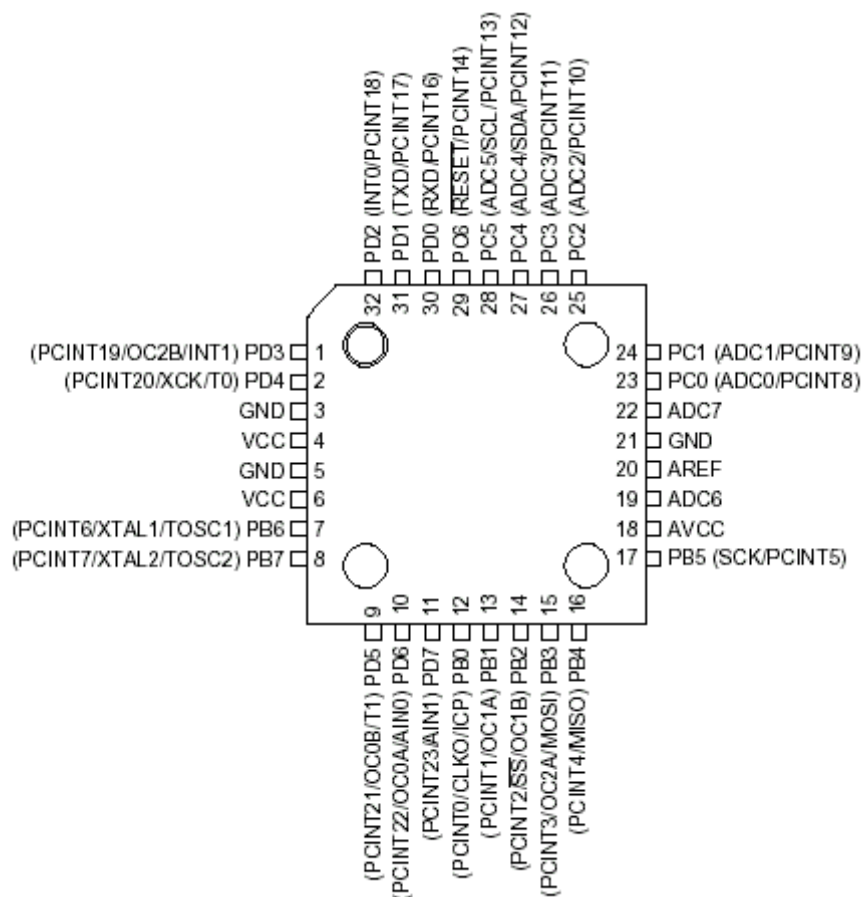 PD2 (INT0/PCINT18)
PD1 (TXD/PCINT17)
PD0 (RXD/PCINT16)
PC6 (RESET/PCINT14)
PC5 (ADC5/SCL/PCINT13)
PC4 (ADC4/SDA/PCINT12)
PC3 (ADC3/PCINT11)
PC2 (ADC2/PCINT10)
32
31
30
29
28
27
26
25
(PCINT19/OC2B/INT1) PD3 1
(PCINT20/XCK/T0) PD4 2
GND 3
VCC 4
GND 5
VCC 6
(PCINT6/XTAL1/TOSC1) PB6 7
(PCINT7/XTAL2/TOSC2) PB7 8
24 PC1 (ADC1/PCINT9)
23 PC0 (ADC0/PCINT8)
22 ADC7
21 GND
20 AREF
19 ADC6
18 AVCC
17 PB5 (SCK/PCINT5)
9
10
11
12
13
14
15
16
(PCINT21/OC0B/T1) PD5
(PCINT22/OC0A/AIN0) PD6
(PCINT23/AIN1) PD7
(PCINT0/CLKO/ICP) PB0
(PCINT1/OC1A) PB1
(PCINT2/SS/OC1B) PB2
(PCINT3/OC2A/MOSI) PB3
(PCINT4/MISO) PB4